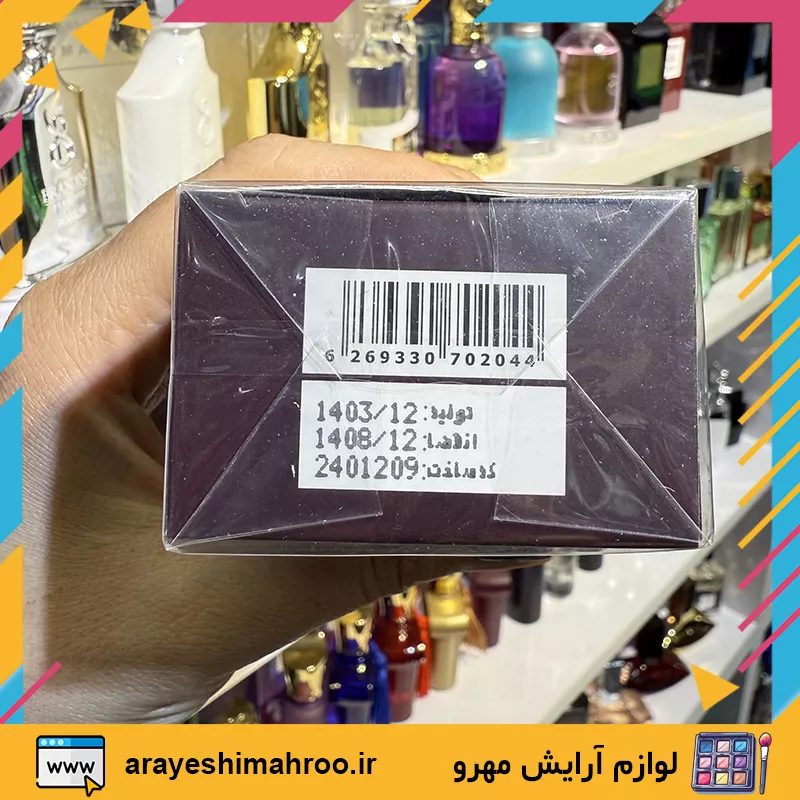 6 269330 702044
تولید: 1403/12
انقضا: 1408/12
کد ساخت: 2401209
www
arayeshimahroo.ir
لوازم آرایش مهرو